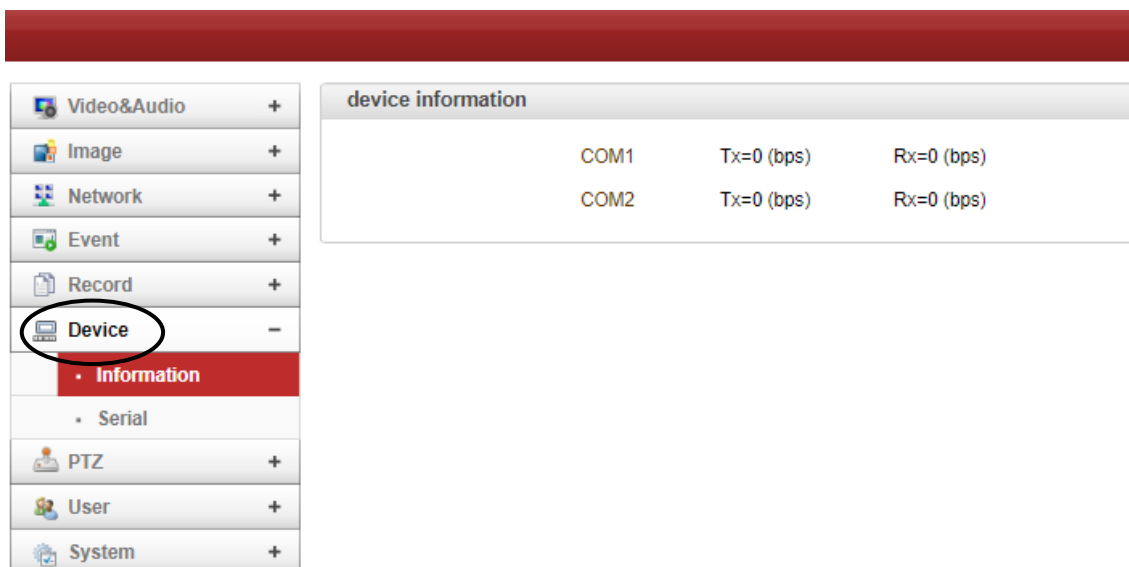 Video&Audio +
Image +
Network +
Event +
Record +
Device −
Information
Serial
PTZ +
User +
System +
device information
COM1 Tx=0 (bps) Rx=0 (bps)
COM2 Tx=0 (bps) Rx=0 (bps)